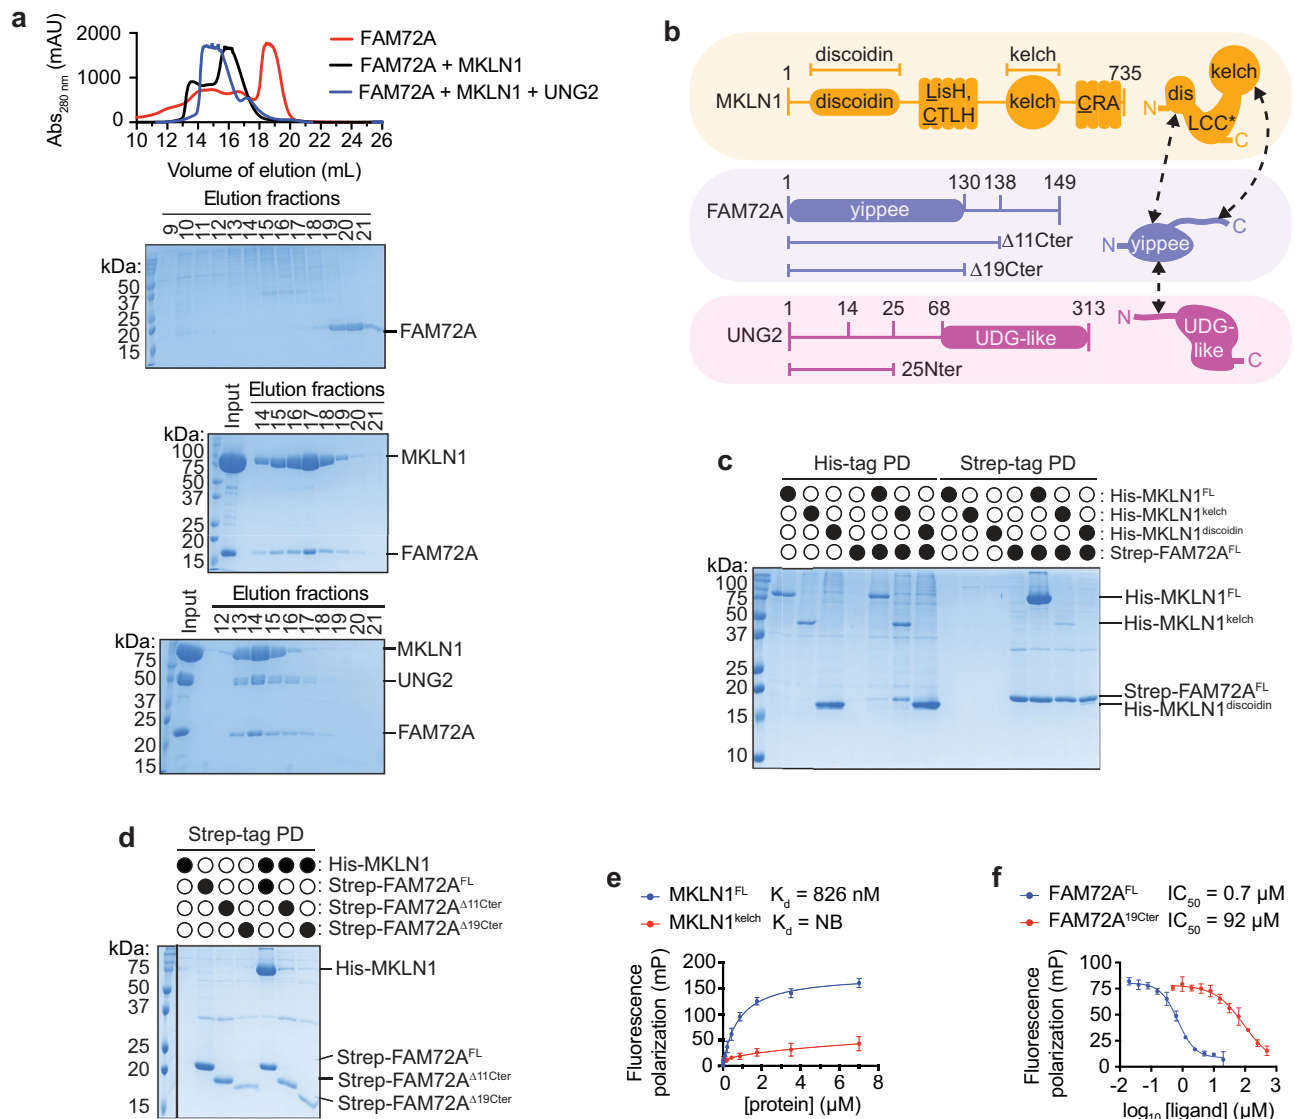 a
Abs280 nm (mAU)
2000
1000
0
10 12 14 16 18 20 22 24 26
Volume of elution (mL)
FAM72A
FAM72A + MKLN1
FAM72A + MKLN1 + UNG2
Elution fractions
9 10 11 12 13 14 15 16 17 18 19 20 21
kDa:
50
37
25
20
15
FAM72A
Elution fractions
Input 14 15 16 17 18 19 20 21
kDa:
100
75
50
37
25
20
15
MKLN1
FAM72A
Elution fractions
Input 12 13 14 15 16 17 18 19 20 21
kDa:
75
50
37
25
20
15
MKLN1
UNG2
FAM72A
b
discoidin kelch
1 735
MKLN1 discoidin LisH, CTLH kelch CRA
N dis LCC* kelch C
1 130 138 149
FAM72A yippee
Δ11Cter
Δ19Cter
N yippee C
1 14 25 68 313
UNG2 UDG-like
25Nter
N UDG-like C
c
His-tag PD Strep-tag PD
: His-MKLN1FL
: His-MKLN1kelch
: His-MKLN1discoidin
: Strep-FAM72AFL
kDa:
100
75
50
37
25
20
15
10
His-MKLN1FL
His-MKLN1kelch
Strep-FAM72AFL
His-MKLN1discoidin
d
Strep-tag PD
: His-MKLN1
: Strep-FAM72AFL
: Strep-FAM72AΔ11Cter
: Strep-FAM72AΔ19Cter
kDa:
75
50
37
25
20
15
His-MKLN1
Strep-FAM72AFL
Strep-FAM72AΔ11Cter
Strep-FAM72AΔ19Cter
e
MKLN1FL Kd = 826 nM
MKLN1kelch Kd = NB
Fluorescence polarization (mP)
200
150
100
50
0
0 2 4 6 8
[protein] (µM)
f
FAM72AFL IC50 = 0.7 µM
FAM72A19Cter IC50 = 92 µM
Fluorescence polarization (mP)
100
75
50
25
0
-2 -1 0 1 2 3
log10 [ligand] (µM)